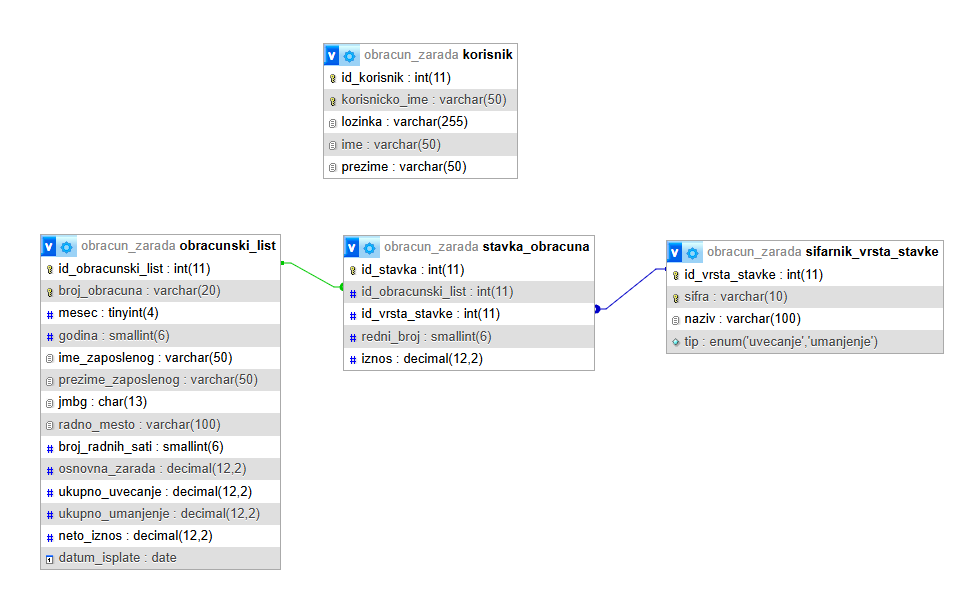 obracun_zarada korisnik
id_korisnik : int(11)
korisnicko_ime : varchar(50)
lozinka : varchar(255)
ime : varchar(50)
prezime : varchar(50)
obracun_zarada obracunski_list
id_obracunski_list : int(11)
broj_obracuna : varchar(20)
mesec : tinyint(4)
godina : smallint(6)
ime_zaposlenog : varchar(50)
prezime_zaposlenog : varchar(50)
jmbg : char(13)
radno_mesto : varchar(100)
broj_radnih_sati : smallint(6)
osnovna_zarada : decimal(12,2)
ukupno_uvecanje : decimal(12,2)
ukupno_umanjenje : decimal(12,2)
neto_iznos : decimal(12,2)
datum_isplate : date
obracun_zarada stavka_obracuna
id_stavka : int(11)
id_obracunski_list : int(11)
id_vrsta_stavke : int(11)
redni_broj : smallint(6)
iznos : decimal(12,2)
obracun_zarada sifarnik_vrsta_stavke
id_vrsta_stavke : int(11)
sifra : varchar(10)
naziv : varchar(100)
tip : enum('uvecanje','umanjenje')